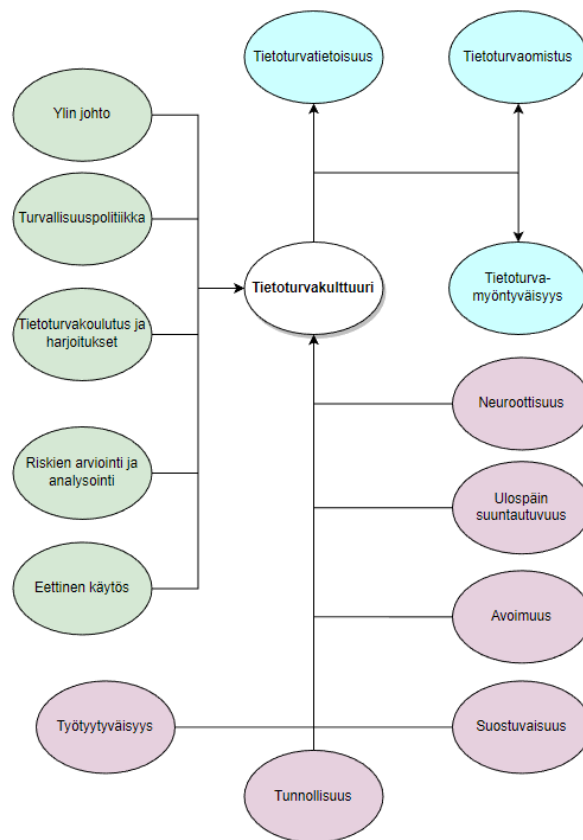 Tietoturvatietoisuus
Tietoturvaomistus
Ylin johto
Turvallisuuspolitiikka
Tietoturvakulttuuri
Tietoturva-
myöntyväisyys
Tietoturvakoulutus ja
harjoitukset
Neuroottisuus
Riskien arviointi ja
analysointi
Ulospäin
suuntautuvuus
Eettinen käytös
Avoimuus
Työtyytyväisyys
Suostuvaisuus
Tunnollisuus